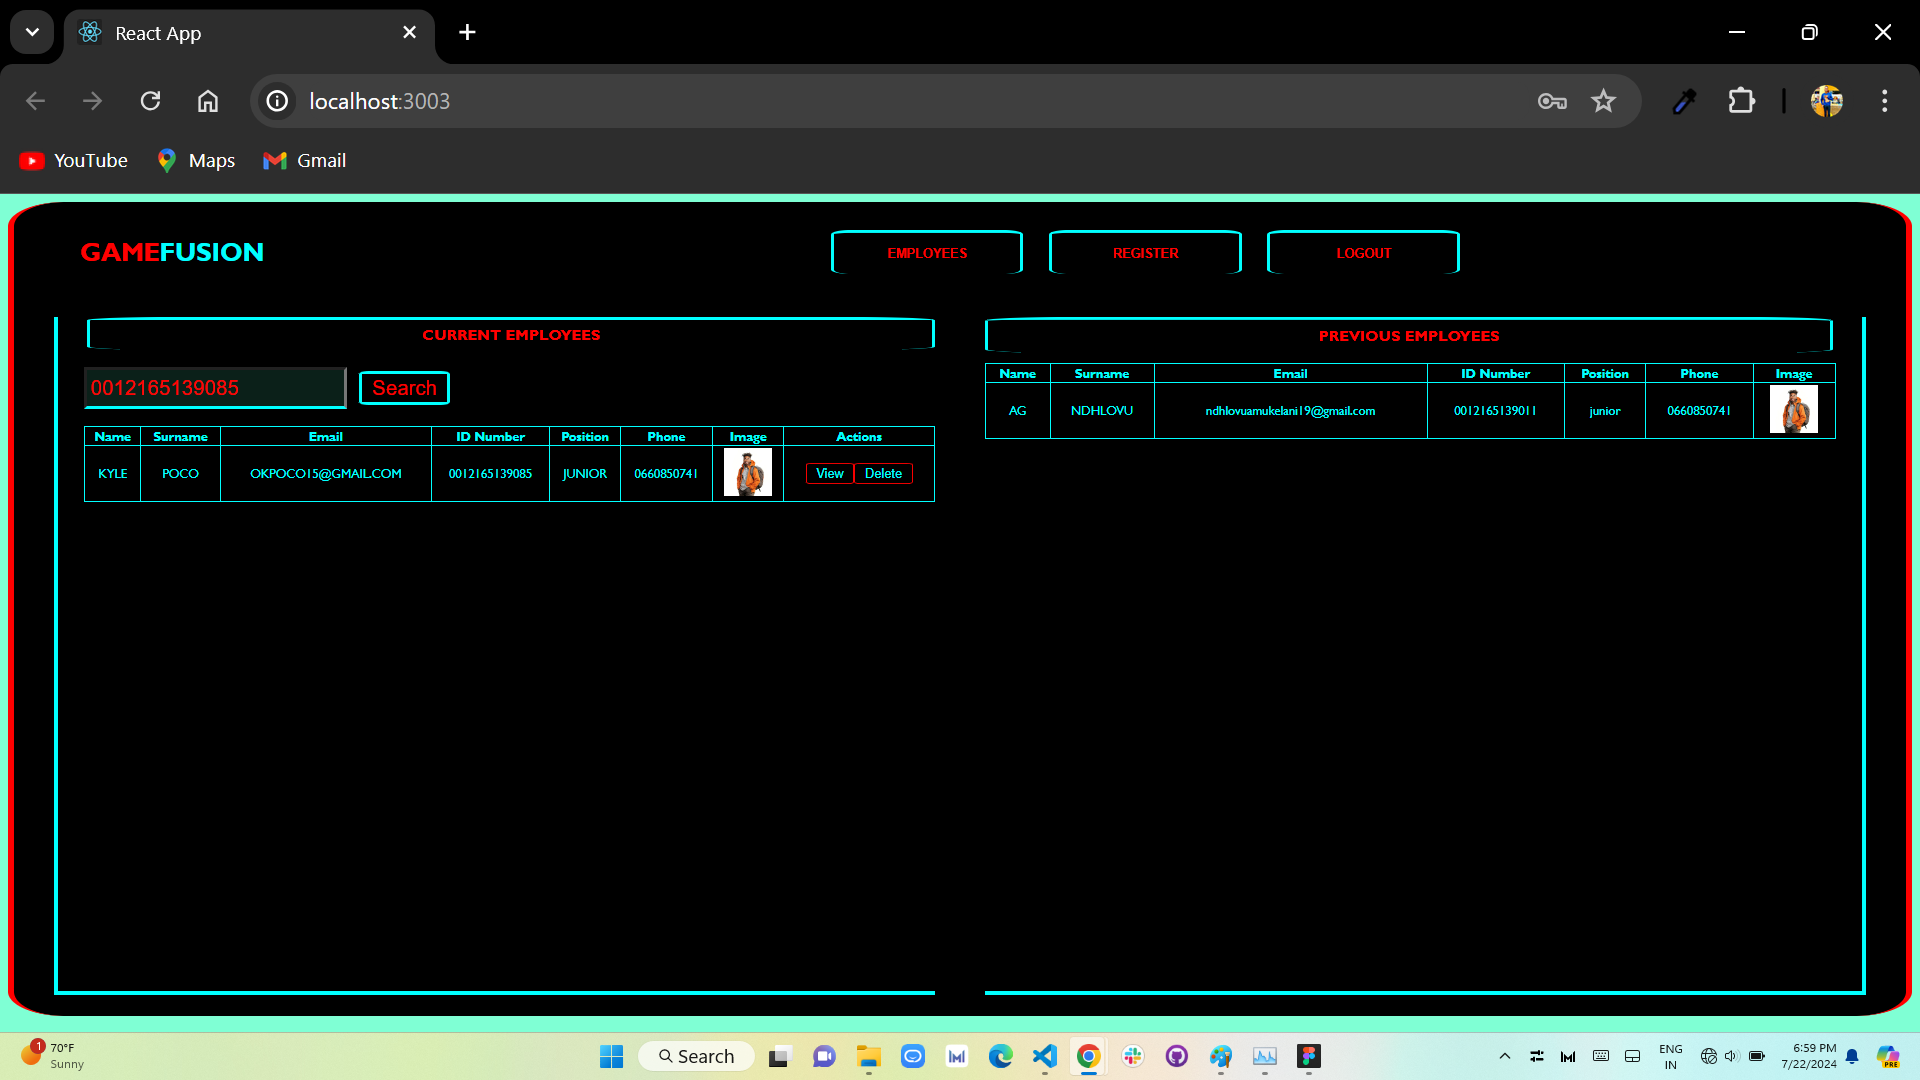 React App
localhost:3003
YouTube Maps Gmail
GAMEFUSION
EMPLOYEES REGISTER LOGOUT
CURRENT EMPLOYEES
0012165139085 Search
Name Surname Email ID Number Position Phone Image Actions
KYLE POCO OKPOCO15@GMAIL.COM 0012165139085 JUNIOR 0660850741 View Delete
PREVIOUS EMPLOYEES
Name Surname Email ID Number Position Phone Image
AG NDHLOVU ndhlovuamukelani19@gmail.com 0012165139011 junior 0660850741
1
70°F
Sunny
Search
ENG
IN
6:59 PM
7/22/2024
PRE